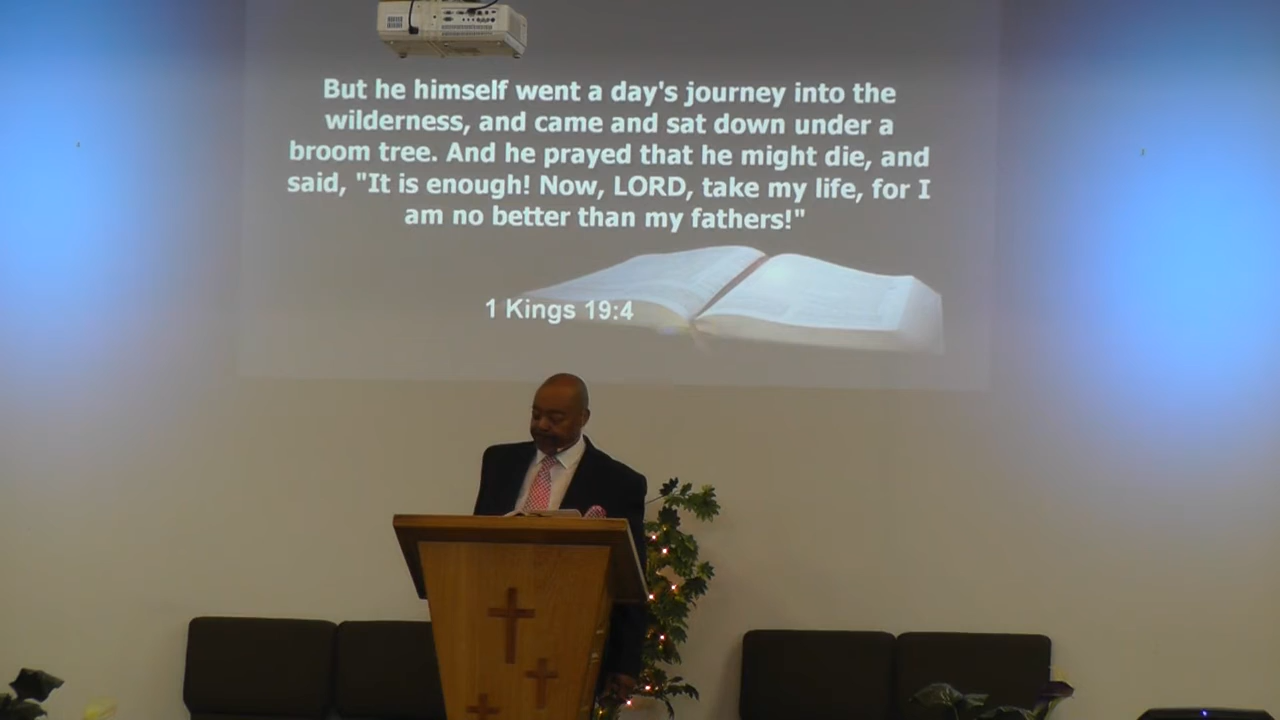 But he himself went a day's journey into the
wilderness, and came and sat down under a
broom tree. And he prayed that he might die, and
said, "It is enough! Now, LORD, take my life, for I
am no better than my fathers!"
1 Kings 19:4